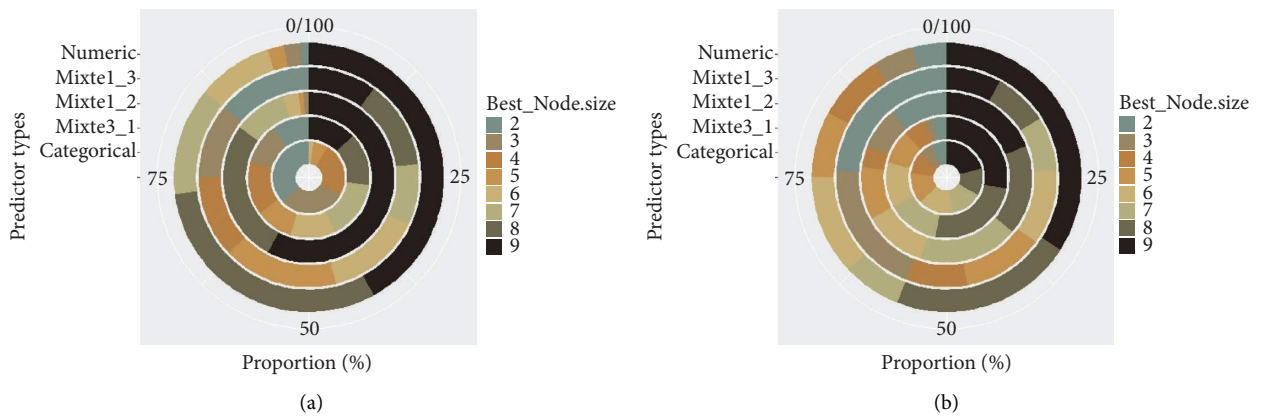 0/100
Numeric
Mixte1_3
Mixte1_2
Mixte3_1
Categorical
Predictor types
75
25
50
Proportion (%)
Best_Node.size
2
3
4
5
6
7
8
9
(a)
0/100
Numeric
Mixte1_3
Mixte1_2
Mixte3_1
Categorical
Predictor types
75
25
50
Proportion (%)
Best_Node.size
2
3
4
5
6
7
8
9
(b)